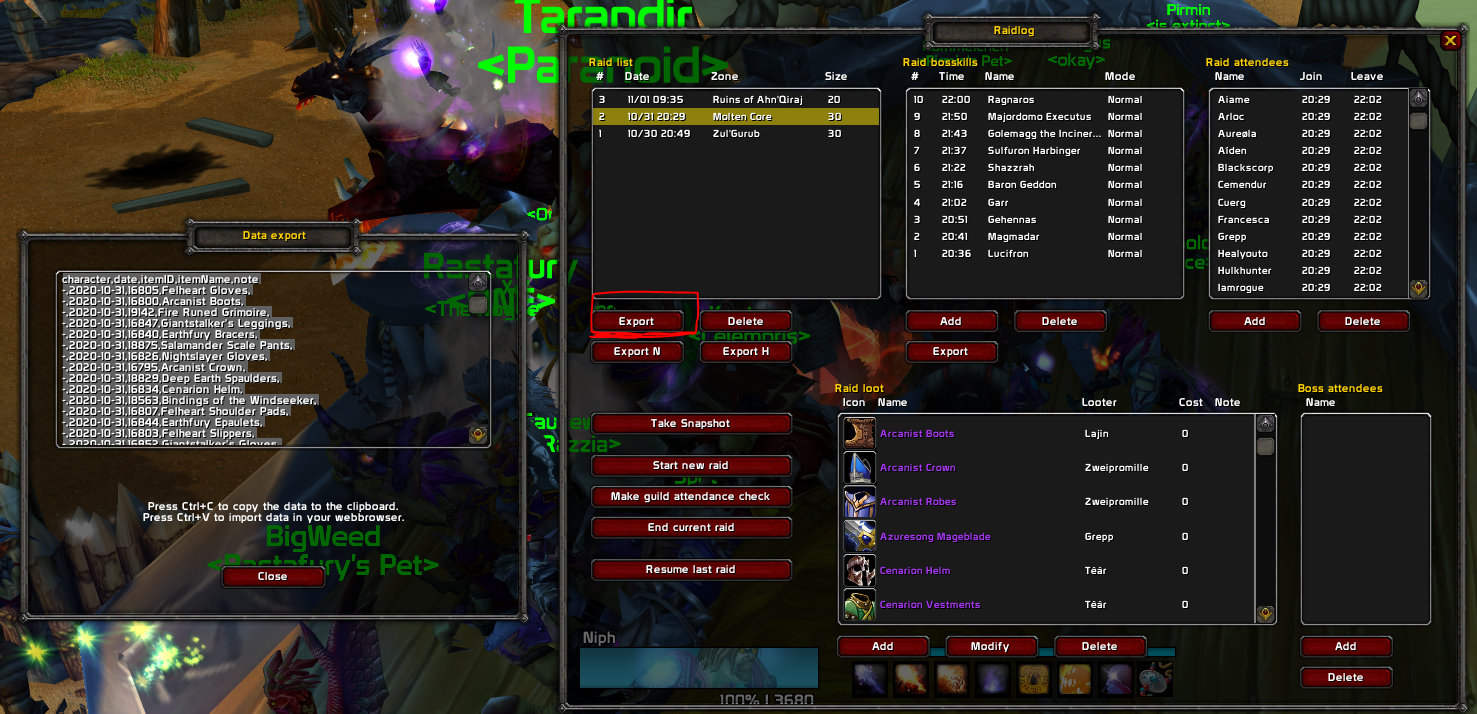 Tarandir
<Paranoid>
Pirmin
<is extinct>
<okay>
Raidlog
Raid list
# Date Zone Size
3 11/01 09:35 Ruins of Ahn'Qiraj 20
2 10/31 20:29 Molten Core 30
1 10/30 20:49 Zul'Gurub 30
Export Delete
Export N Export H
Raid bosskills
# Time Name Mode
10 22:00 Ragnaros Normal
9 21:50 Majordomo Executus Normal
8 21:43 Golemagg the Inciner... Normal
7 21:37 Sulfuron Harbinger Normal
6 21:22 Shazzrah Normal
5 21:16 Baron Geddon Normal
4 21:02 Garr Normal
3 20:51 Gehennas Normal
2 20:41 Magmadar Normal
1 20:36 Lucifron Normal
Add Delete
Export
Raid attendees
Name Join Leave
Aiame 20:29 22:02
Arloc 20:29 22:02
Aureøla 20:29 22:02
Aíden 20:29 22:02
Blackscorp 20:29 22:02
Cemendur 20:29 22:02
Cuerg 20:29 22:02
Francesca 20:29 22:02
Grepp 20:29 22:02
Healyouto 20:29 22:02
Hulkhunter 20:29 22:02
Iamrogue 20:29 22:02
Add Delete
Data export
character,date,itemID,itemName,note
-,2020-10-31,16805,Felheart Gloves,
-,2020-10-31,16800,Arcanist Boots,
-,2020-10-31,19142,Fire Runed Grimoire,
-,2020-10-31,16847,Giantstalker's Leggings,
-,2020-10-31,16840,Earthfury Bracers,
-,2020-10-31,18875,Salamander Scale Pants,
-,2020-10-31,16826,Nightslayer Gloves,
-,2020-10-31,16795,Arcanist Crown,
-,2020-10-31,18829,Deep Earth Spaulders,
-,2020-10-31,16834,Cenarion Helm,
-,2020-10-31,18563,Bindings of the Windseeker,
-,2020-10-31,16807,Felheart Shoulder Pads,
-,2020-10-31,16844,Earthfury Epaulets,
-,2020-10-31,16803,Felheart Slippers,
-,2020-10-31,16852,Giantstalker's Gloves,
Press Ctrl+C to copy the data to the clipboard.
Press Ctrl+V to import data in your webbrowser.
BigWeed
<Rastafury's Pet>
Close
Rastafury
Take Snapshot
Start new raid
Make guild attendance check
End current raid
Resume last raid
Raid loot
Icon Name Looter Cost Note
Arcanist Boots Lajin 0
Arcanist Crown Zweipromille 0
Arcanist Robes Zweipromille 0
Azuresong Mageblade Grepp 0
Cenarion Helm Têâr 0
Cenarion Vestments Têâr 0
Add Modify Delete
Boss attendees
Name
Add
Delete
Niph
100% | 3680